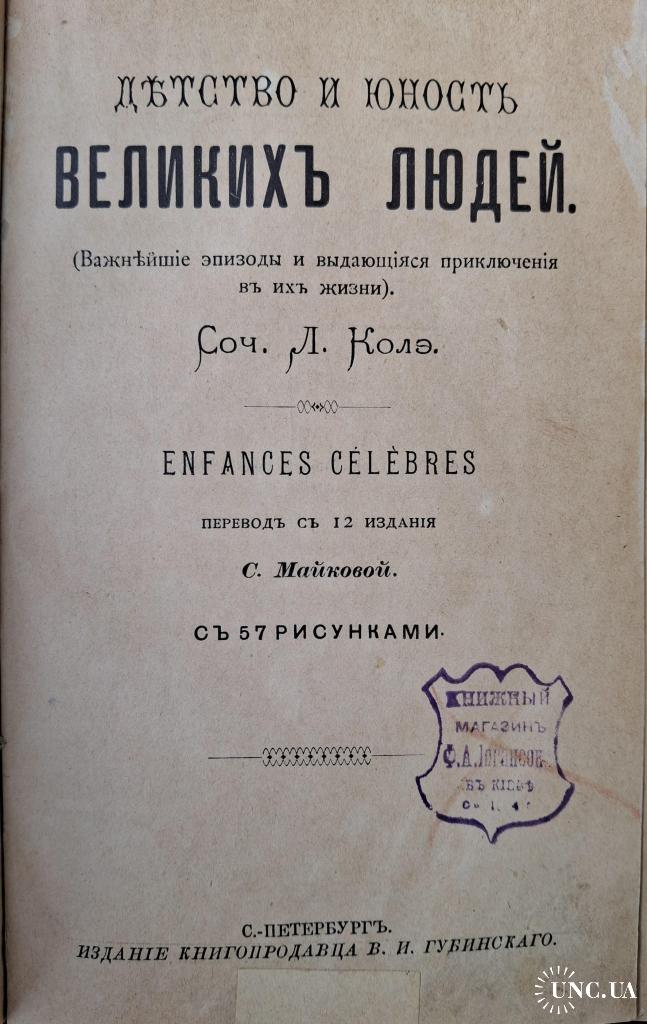 ДѢТСТВО И ЮНОСТЬ
ВЕЛИКИХЪ ЛЮДЕЙ.
(Важнѣйшіе эпизоды и выдающіяся приключенія
въ ихъ жизни).
Соч. Л. Колэ.
ENFANCES CÉLÈBRES
ПЕРЕВОДЪ СЪ 12 ИЗДАНІЯ
С. Майковой.
СЪ 57 РИСУНКАМИ.
КНИЖНЫЙ
МАГАЗИНЪ
Ф. А. Іогансонъ
ВЪ КІЕВѢ
С.-ПЕТЕРБУРГЪ.
ИЗДАНІЕ КНИГОПРОДАВЦА В. И. ГУБИНСКАГО.
UNC.UA